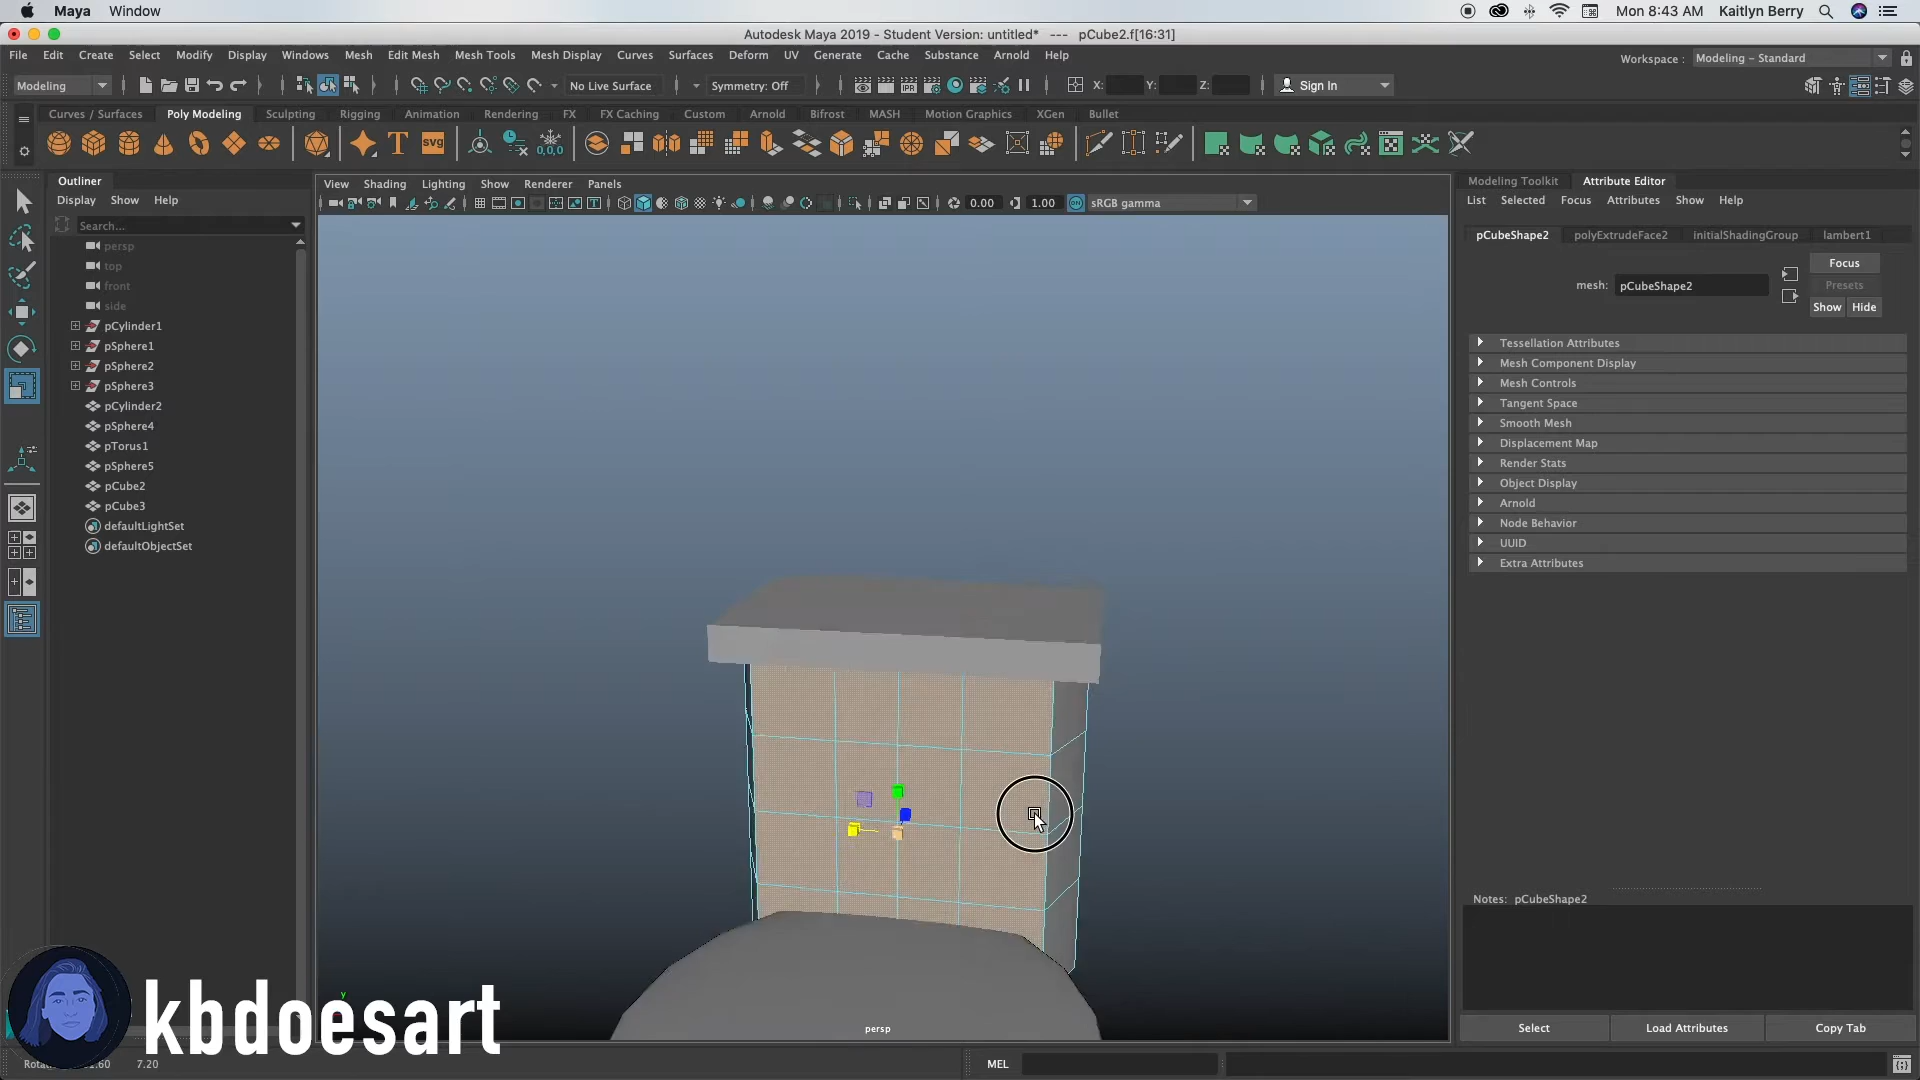 Maya Window
Mon 8:43 AM Kaitlyn Berry
Autodesk Maya 2019 - Student Version: untitled* --- pCube2.f[16:31]
File Edit Create Select Modify Display Windows Mesh Edit Mesh Mesh Tools Mesh Display Curves Surfaces Deform UV Generate Cache Substance Arnold Help
Workspace : Modeling - Standard
Modeling No Live Surface Symmetry: Off X: Y: Z: Sign In
Curves / Surfaces Poly Modeling Sculpting Rigging Animation Rendering FX FX Caching Custom Arnold Bifrost MASH Motion Graphics XGen Bullet
T SVG 0,0,0
Outliner
Display Show Help
Search...
persp
top
front
side
pCylinder1
pSphere1
pSphere2
pSphere3
pCylinder2
pSphere4
pTorus1
pSphere5
pCube2
pCube3
defaultLightSet
defaultObjectSet
View Shading Lighting Show Renderer Panels
0.00 1.00 sRGB gamma
y
persp
Modeling Toolkit Attribute Editor
List Selected Focus Attributes Show Help
pCubeShape2 polyExtrudeFace2 initialShadingGroup lambert1
Focus
mesh: pCubeShape2
Presets
Show Hide
Tessellation Attributes
Mesh Component Display
Mesh Controls
Tangent Space
Smooth Mesh
Displacement Map
Render Stats
Object Display
Arnold
Node Behavior
UUID
Extra Attributes
Notes: pCubeShape2
Select Load Attributes Copy Tab
kbdoesart
7.20
MEL